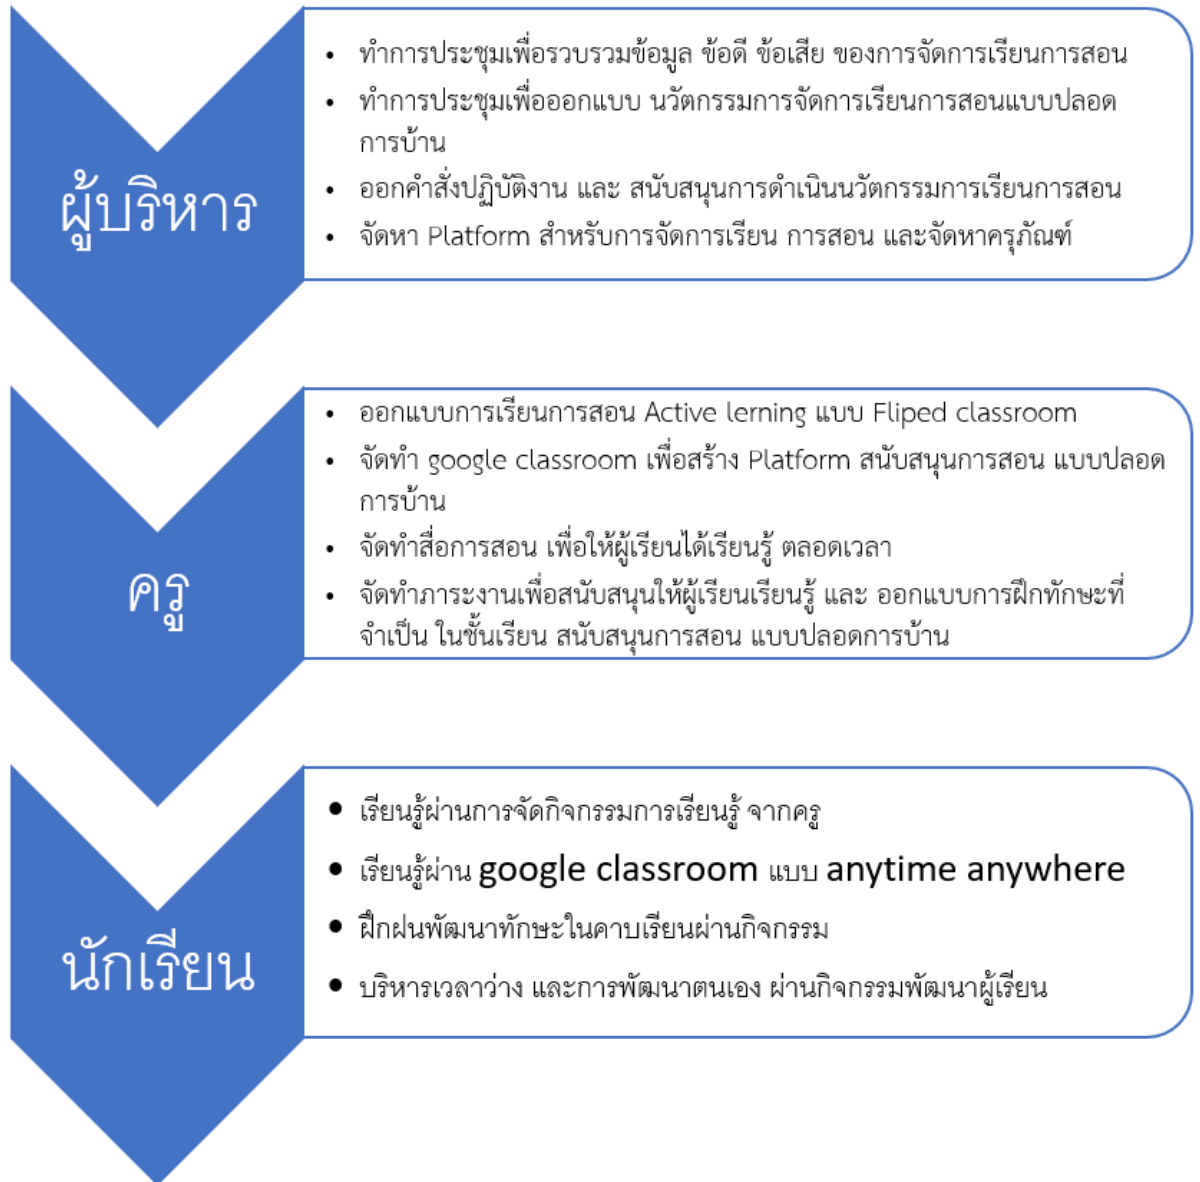 ผู้บริหาร
• ทำการประชุมเพื่อรวบรวมข้อมูล ข้อดี ข้อเสีย ของการจัดการเรียนการสอน
• ทำการประชุมเพื่อออกแบบ นวัตกรรมการจัดการเรียนการสอนแบบปลอด
การบ้าน
• ออกคำสั่งปฏิบัติงาน และ สนับสนุนการดำเนินนวัตกรรมการเรียนการสอน
• จัดหา Platform สำหรับการจัดการเรียน การสอน และจัดหาครุภัณฑ์
ครู
• ออกแบบการเรียนการสอน Active lerning แบบ Fliped classroom
• จัดทำ google classroom เพื่อสร้าง Platform สนับสนุนการสอน แบบปลอด
การบ้าน
• จัดทำสื่อการสอน เพื่อให้ผู้เรียนได้เรียนรู้ ตลอดเวลา
• จัดทำภาระงานเพื่อสนับสนุนให้ผู้เรียนเรียนรู้ และ ออกแบบการฝึกทักษะที่
จำเป็น ในชั้นเรียน สนับสนุนการสอน แบบปลอดการบ้าน
นักเรียน
• เรียนรู้ผ่านการจัดกิจกรรมการเรียนรู้ จากครู
• เรียนรู้ผ่าน google classroom แบบ anytime anywhere
• ฝึกฝนพัฒนาทักษะในคาบเรียนผ่านกิจกรรม
• บริหารเวลาว่าง และการพัฒนาตนเอง ผ่านกิจกรรมพัฒนาผู้เรียน